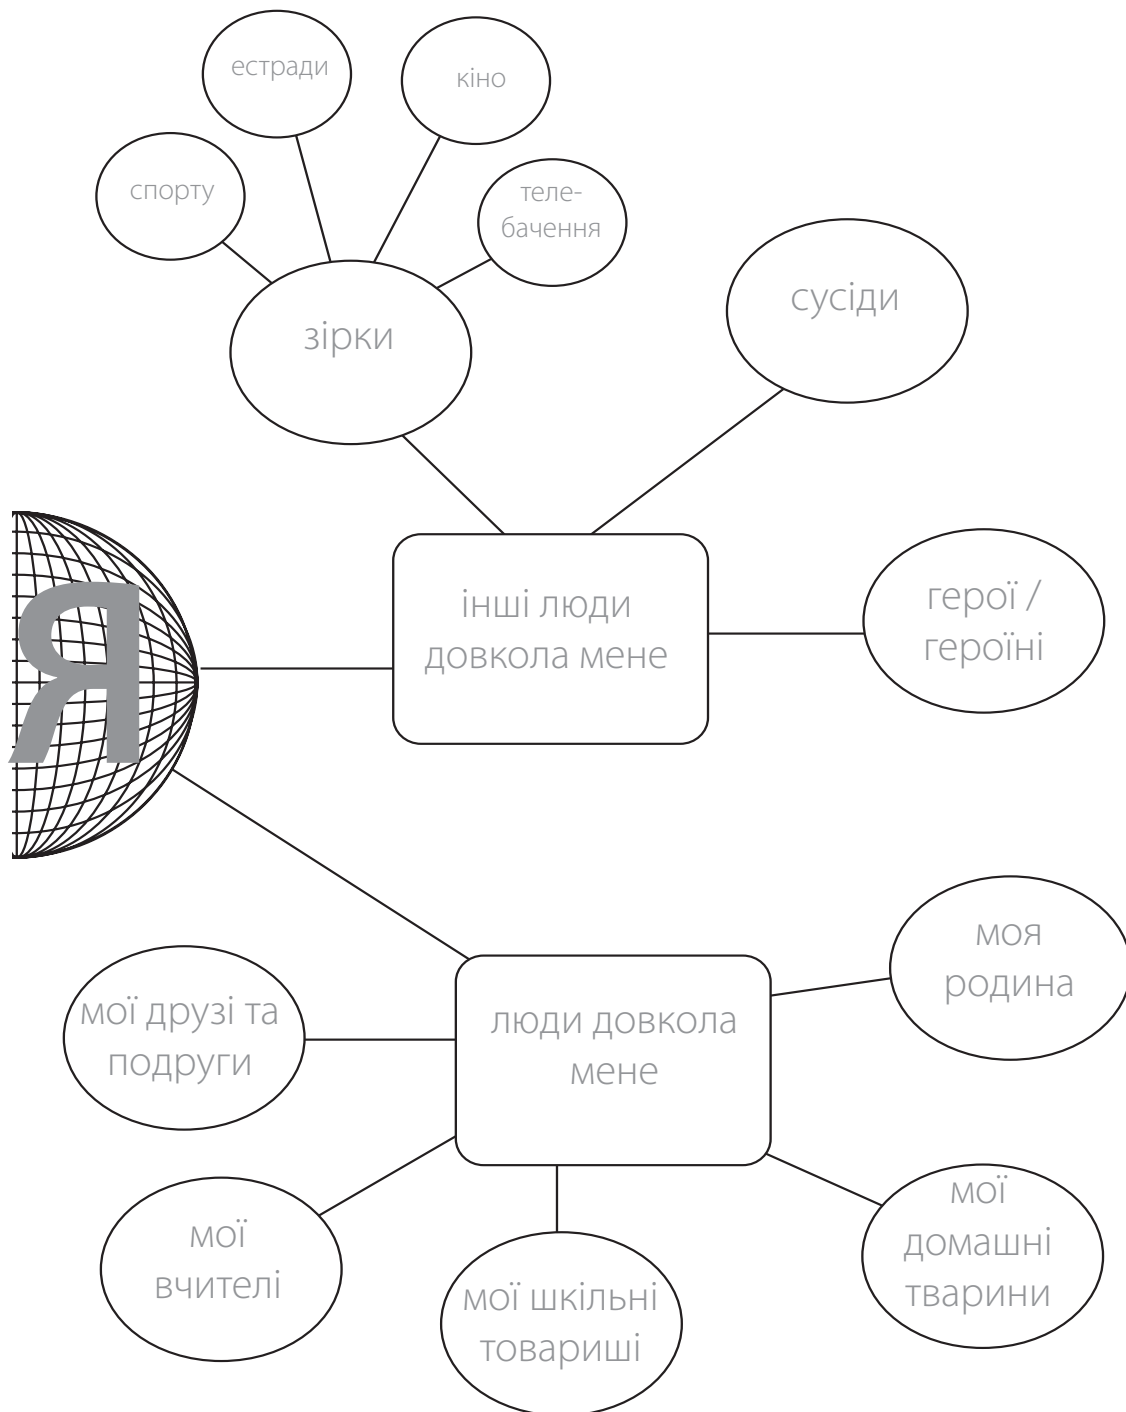 естради
кіно
спорту
теле-
бачення
зірки
сусіди
інші люди
довкола мене
герої /
героїні
Я
моя
родина
мої друзі та
подруги
люди довкола
мене
мої
вчителі
мої шкільні
товариші
мої
домашні
тварини